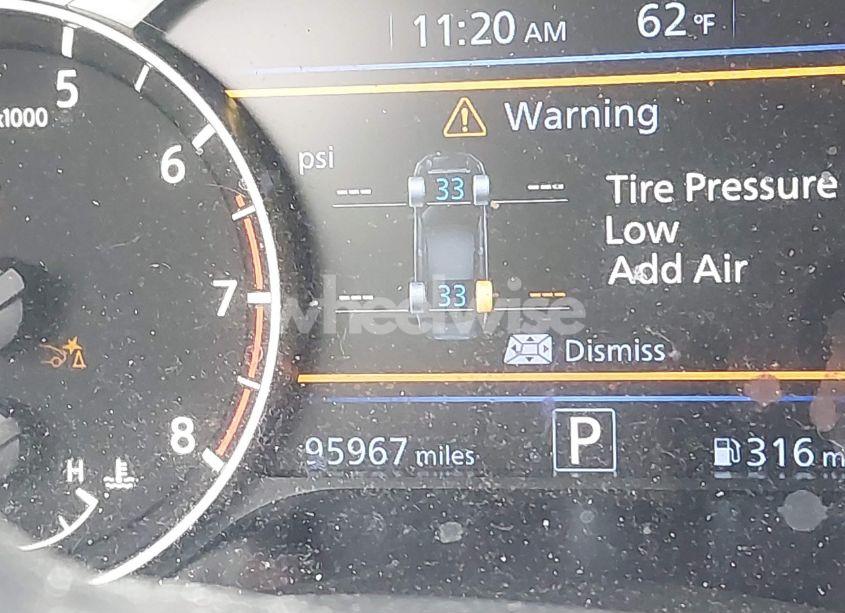 11:20 AM
62°F
5
x1000
6
7
8
Warning
psi
--- 33 ---
--- 33 ---
Tire Pressure
Low
Add Air
wheelwise
Dismiss
95967 miles
P
316 m
H